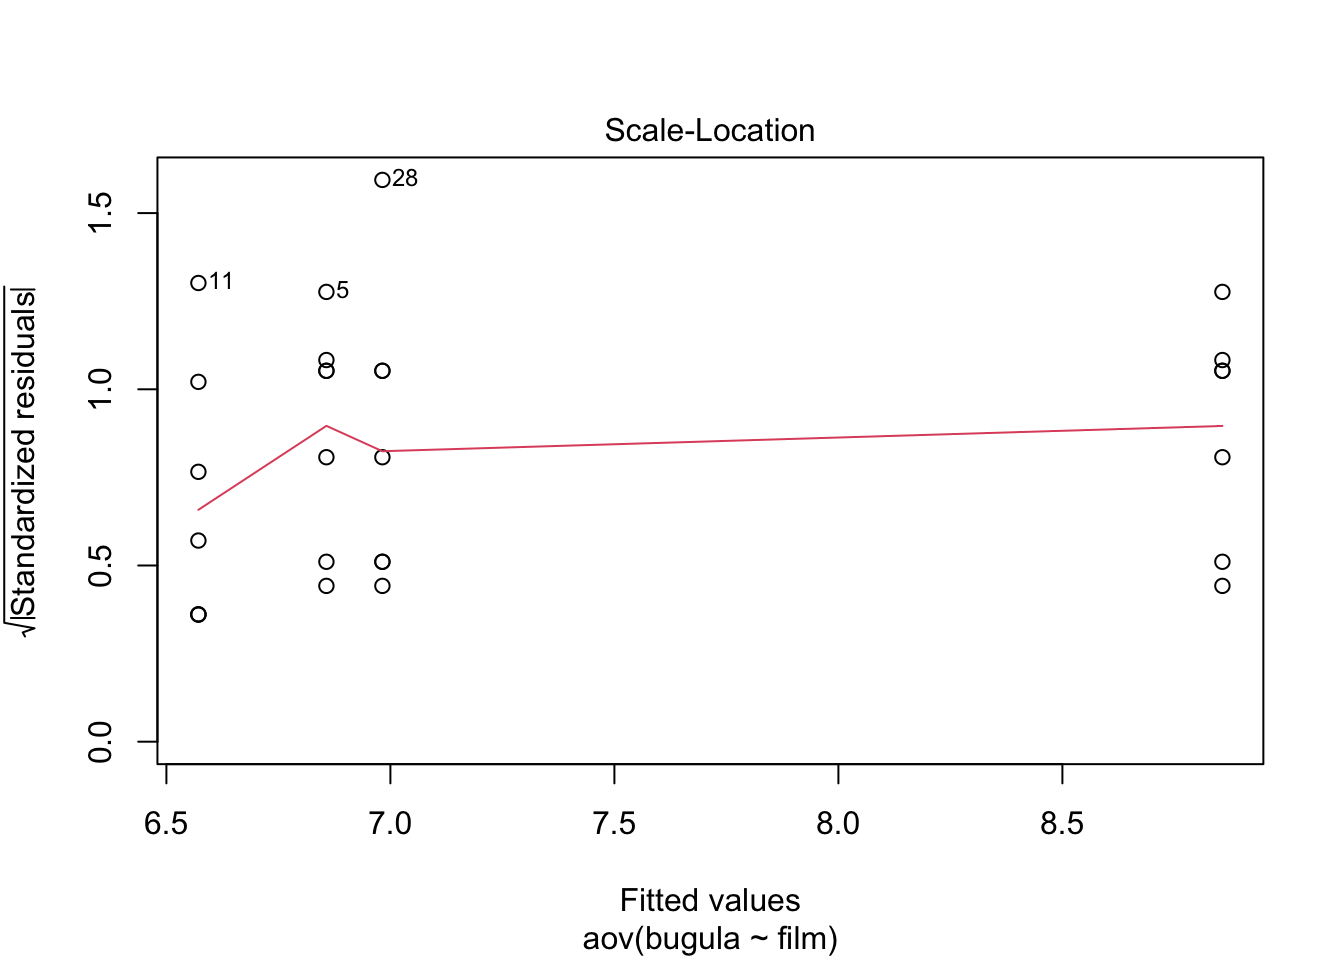 Scale-Location
√|Standardized residuals|
1.5
1.0
0.5
0.0
28
11
5
6.5 7.0 7.5 8.0 8.5
Fitted values
aov(bugula ~ film)